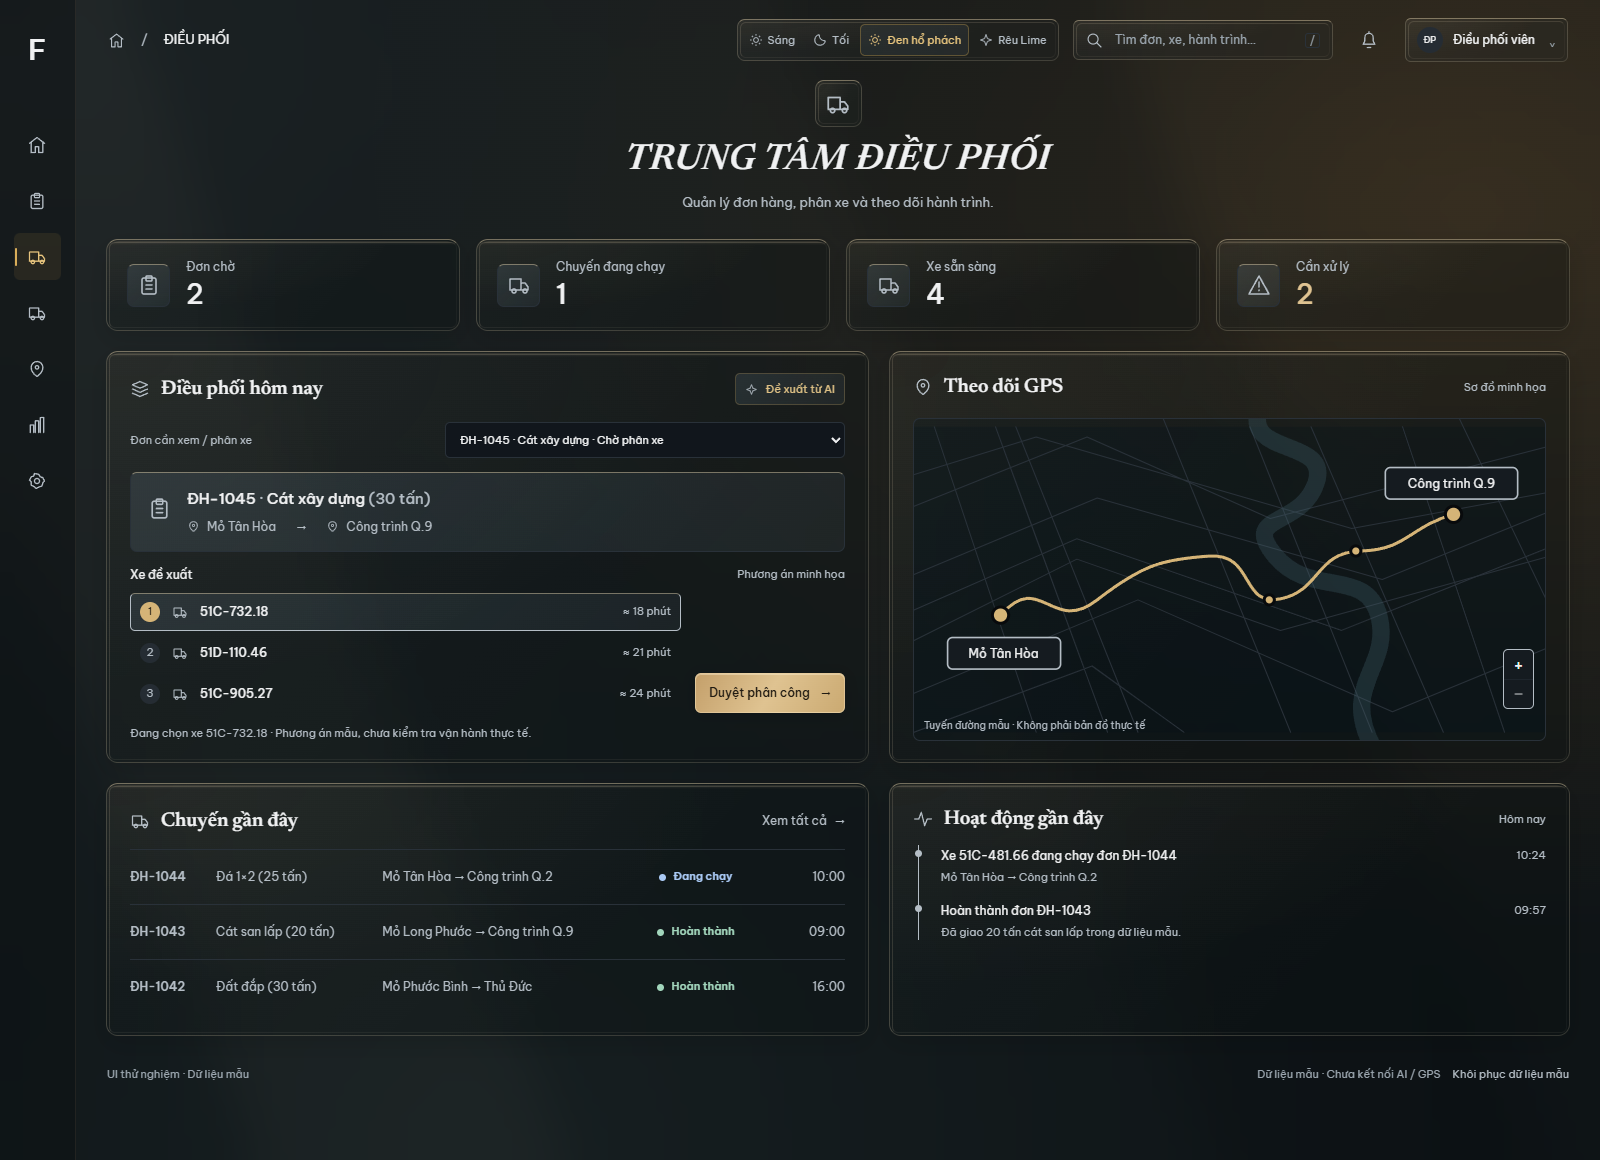 F
/ ĐIỀU PHỐI
Sáng Tối Đen hổ phách Rêu Lime
Tìm đơn, xe, hành trình... /
ĐP Điều phối viên
TRUNG TÂM ĐIỀU PHỐI
Quản lý đơn hàng, phân xe và theo dõi hành trình.
Đơn chờ
2
Chuyến đang chạy
1
Xe sẵn sàng
4
Cần xử lý
2
Điều phối hôm nay
Đề xuất từ AI
Đơn cần xem / phân xe
ĐH-1045 · Cát xây dựng · Chờ phân xe
ĐH-1045 · Cát xây dựng (30 tấn)
Mỏ Tân Hòa → Công trình Q.9
Xe đề xuất
Phương án minh họa
1 51C-732.18 ≈ 18 phút
2 51D-110.46 ≈ 21 phút
3 51C-905.27 ≈ 24 phút
Duyệt phân công →
Đang chọn xe 51C-732.18 · Phương án mẫu, chưa kiểm tra vận hành thực tế.
Theo dõi GPS
Sơ đồ minh họa
Công trình Q.9
Mỏ Tân Hòa
+
−
Tuyến đường mẫu · Không phải bản đồ thực tế
Chuyến gần đây
Xem tất cả →
ĐH-1044 Đá 1×2 (25 tấn) Mỏ Tân Hòa → Công trình Q.2 Đang chạy 10:00
ĐH-1043 Cát san lấp (20 tấn) Mỏ Long Phước → Công trình Q.9 Hoàn thành 09:00
ĐH-1042 Đất đắp (30 tấn) Mỏ Phước Bình → Thủ Đức Hoàn thành 16:00
Hoạt động gần đây
Hôm nay
Xe 51C-481.66 đang chạy đơn ĐH-1044 10:24
Mỏ Tân Hòa → Công trình Q.2
Hoàn thành đơn ĐH-1043 09:57
Đã giao 20 tấn cát san lấp trong dữ liệu mẫu.
UI thử nghiệm · Dữ liệu mẫu
Dữ liệu mẫu · Chưa kết nối AI / GPS Khôi phục dữ liệu mẫu